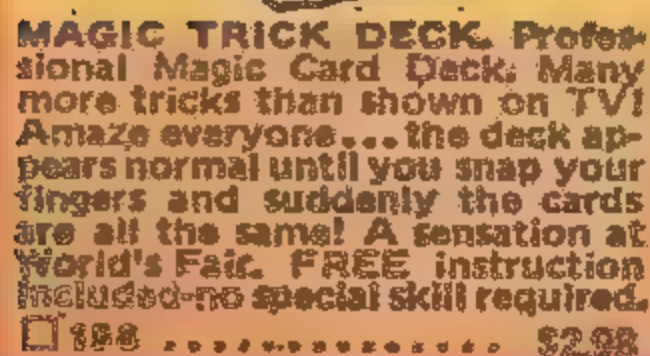 MAGIC TRICK DECK. Profes-
sional Magic Card Deck. Many
more tricks than shown on TV!
Amaze everyone...the deck ap-
pears normal until you snap your
fingers and suddenly the cards
are all the same! A sensation at
World's Fair. FREE instruction
included-no special skill required.
$2.98